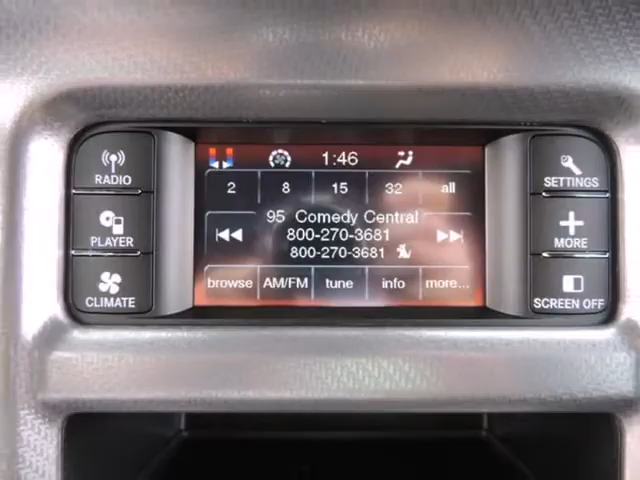 RADIO
PLAYER
CLIMATE
1:46
2 8 15 32 all
95 Comedy Central
800-270-3681
800-270-3681
browse AM/FM tune info more...
SETTINGS
MORE
SCREEN OFF